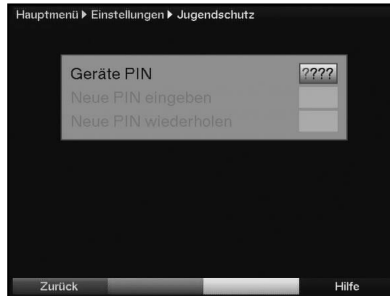 Hauptmenü ▶ Einstellungen ▶ Jugendschutz
Geräte PIN ????
Neue PIN eingeben
Neue PIN wiederholen
Zurück Hilfe